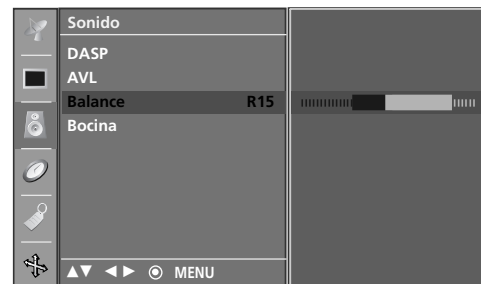 Sonido
DASP
AVL
Balance R15
Bocina
▲▼ ◄► ◉ MENU